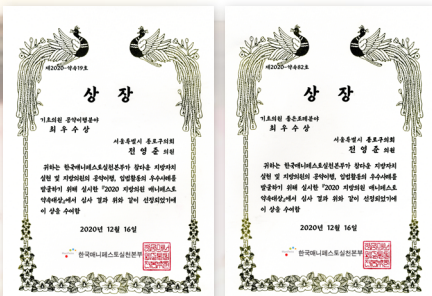 제2020-약속19호
상 장
기초의원 공약이행분야
최 우 수 상
서울특별시 종로구의회
전 영 준 의원
귀하는 한국매니페스토실천본부가 참다운 지방자치
실현 및 지방의원의 공약이행, 입법활동의 우수사례를
발굴하기 위해 실시한 『2020 지방의원 매니페스토
약속대상』에서 심사 결과 위와 같이 선정되었기에
이 상을 수여함
2020년 12월 16일
한국매니페스토실천본부
제2020-약속82호
상 장
기초의원 좋은조례분야
최 우 수 상
서울특별시 종로구의회
전 영 준 의원
귀하는 한국매니페스토실천본부가 참다운 지방자치
실현 및 지방의원의 공약이행, 입법활동의 우수사례를
발굴하기 위해 실시한 『2020 지방의원 매니페스토
약속대상』에서 심사 결과 위와 같이 선정되었기에
이 상을 수여함
2020년 12월 16일
한국매니페스토실천본부